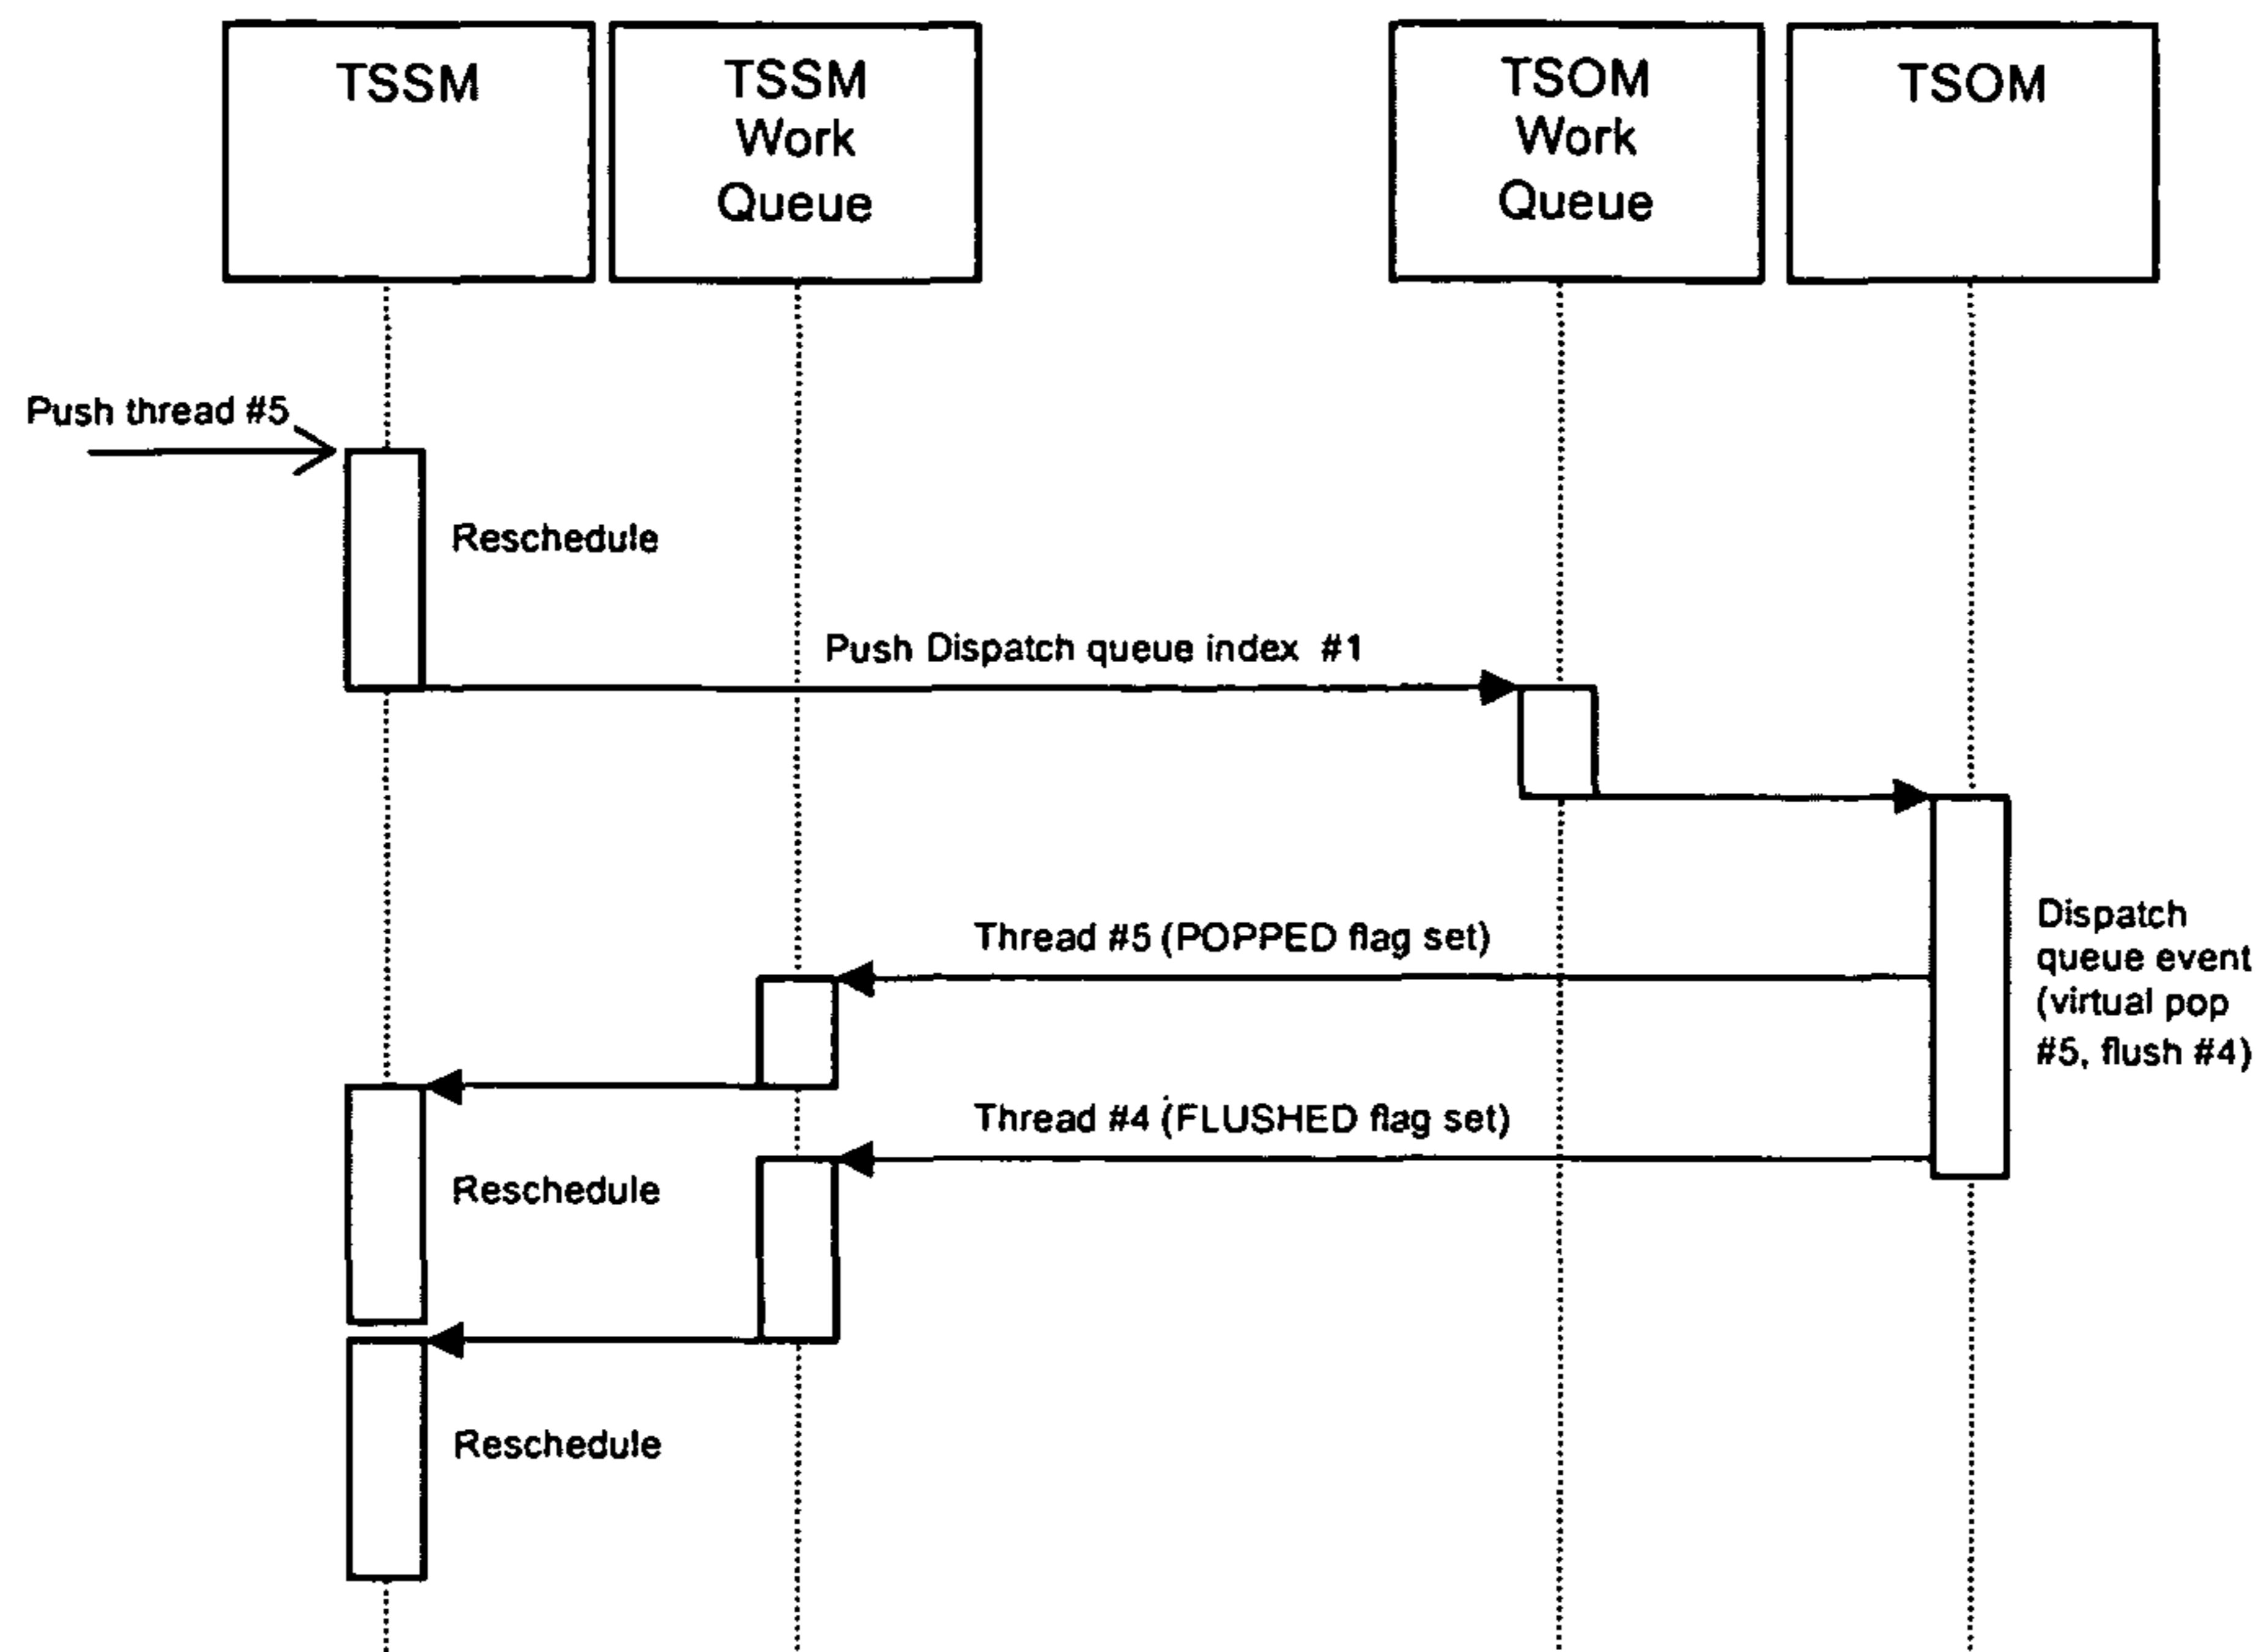 TSSM
TSSM
Work
Queue
TSOM
Work
Queue
TSOM
Push thread #5
Reschedule
Push Dispatch queue index #1
Thread #5 (POPPED flag set)
Dispatch
queue event
(virtual pop
#5, flush #4)
Thread #4 (FLUSHED flag set)
Reschedule
Reschedule